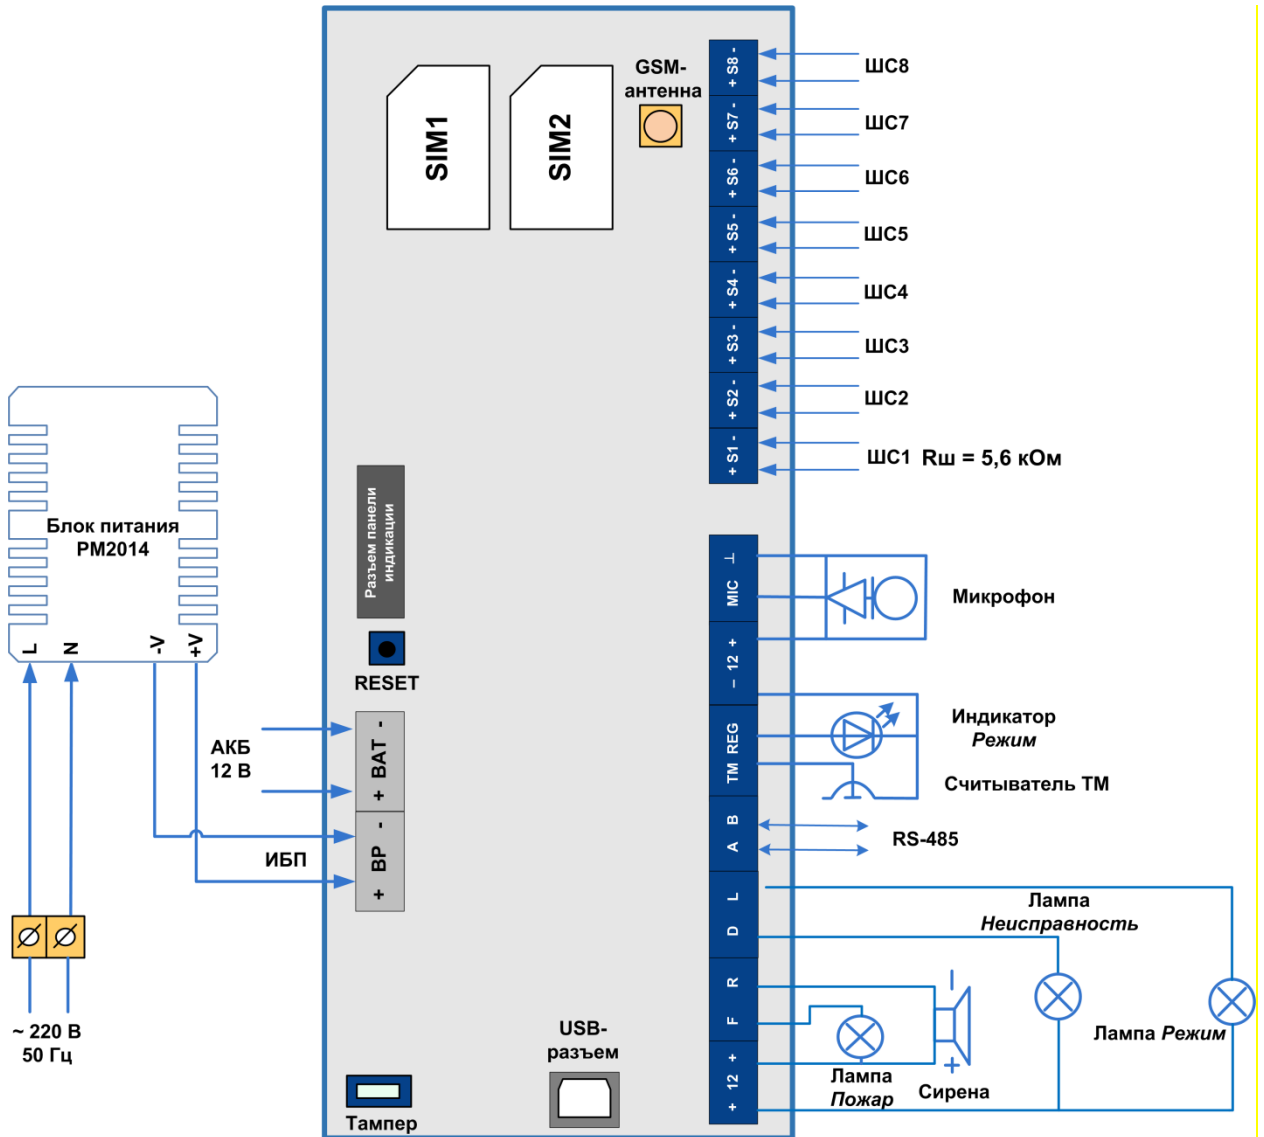 GSM-
антенна
SIM1
SIM2
+ S8 -
+ S7 -
+ S6 -
+ S5 -
+ S4 -
+ S3 -
+ S2 -
+ S1 -
ШС8
ШС7
ШС6
ШС5
ШС4
ШС3
ШС2
ШС1 Rш = 5,6 кОм
Блок питания
PM2014
L
N
-V
+V
Разъем панели
индикации
RESET
АКБ
12 В
+ BAT -
ИБП
+ BP -
~ 220 В
50 Гц
Тампер
USB-
разъем
MIC ⊥
– 12 +
TM REG
A B
D L
F R
+ 12 +
Микрофон
Индикатор
Режим
Считыватель ТМ
RS-485
Лампа
Неисправность
Лампа Режим
Лампа
Пожар
–
+
Сирена